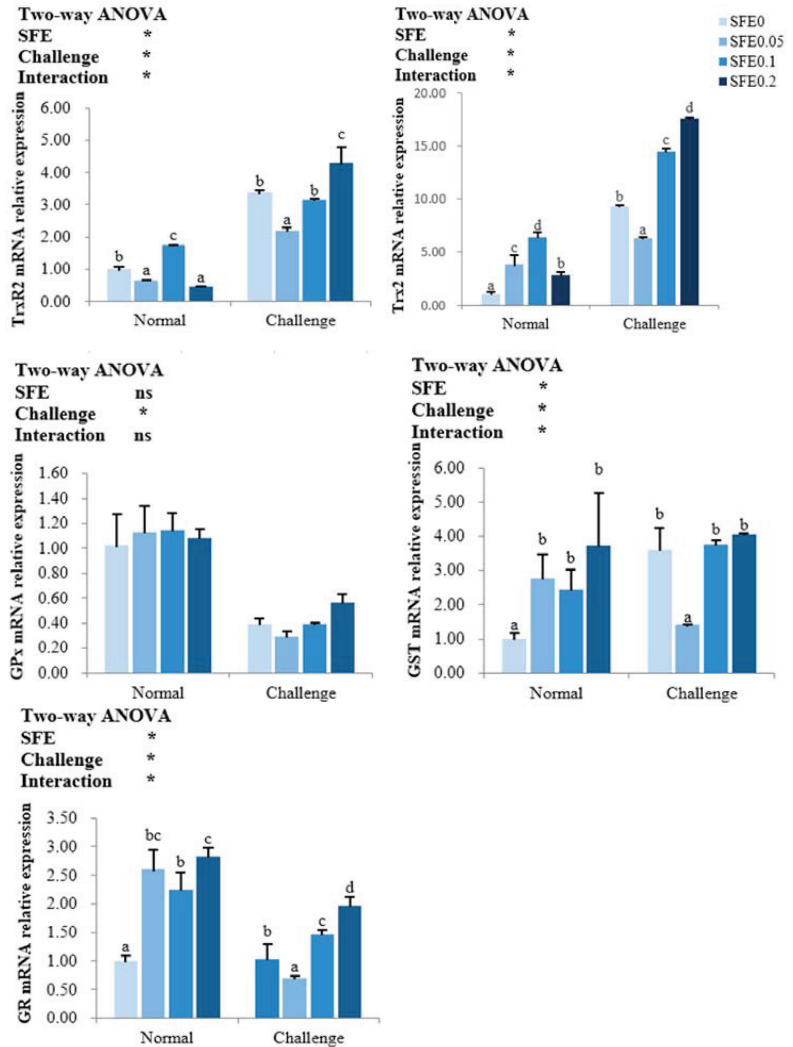 Two-way ANOVA
SFE *
Challenge *
Interaction *
TrxR2 mRNA relative expression
6.00
5.00
4.00
3.00
2.00
1.00
0.00
b
a
c
a
b
a
b
c
Normal
Challenge
Two-way ANOVA
SFE *
Challenge *
Interaction *
SFE0
SFE0.05
SFE0.1
SFE0.2
Trx2 mRNA relative expression
20.00
15.00
10.00
5.00
0.00
a
c
d
b
b
a
c
d
Normal
Challenge
Two-way ANOVA
SFE ns
Challenge *
Interaction ns
GPx mRNA relative expression
1.60
1.40
1.20
1.00
0.80
0.60
0.40
0.20
0.00
Normal
Challenge
Two-way ANOVA
SFE *
Challenge *
Interaction *
GST mRNA relative expression
6.00
5.00
4.00
3.00
2.00
1.00
0.00
a
b
b
b
b
a
b
b
Normal
Challenge
Two-way ANOVA
SFE *
Challenge *
Interaction *
GR mRNA relative expression
3.50
3.00
2.50
2.00
1.50
1.00
0.50
0.00
a
bc
b
c
b
a
c
d
Normal
Challenge